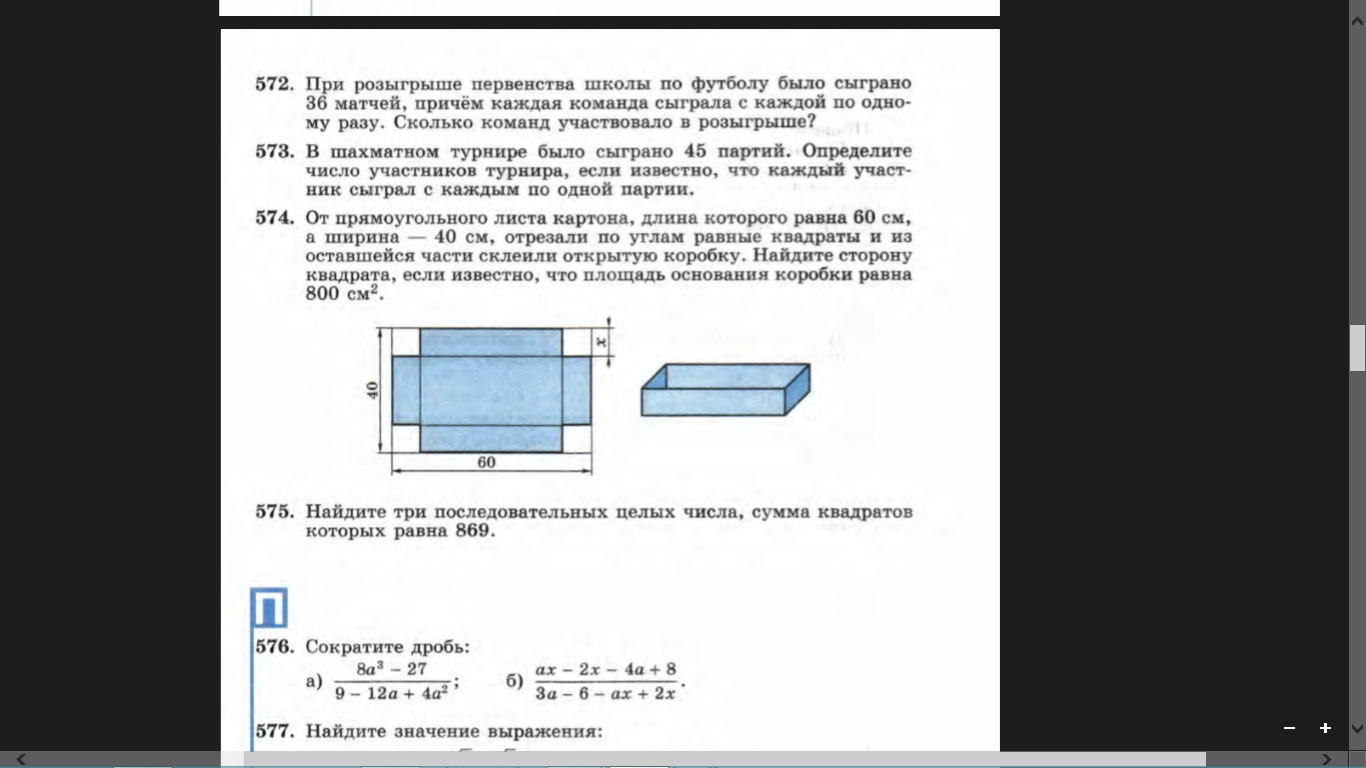 572. При розыгрыше первенства школы по футболу было сыграно
36 матчей, причём каждая команда сыграла с каждой по одно-
му разу. Сколько команд участвовало в розыгрыше?
573. В шахматном турнире было сыграно 45 партий. Определите
число участников турнира, если известно, что каждый участ-
ник сыграл с каждым по одной партии.
574. От прямоугольного листа картона, длина которого равна 60 см,
а ширина — 40 см, отрезали по углам равные квадраты и из
оставшейся части склеили открытую коробку. Найдите сторону
квадрата, если известно, что площадь основания коробки равна
800 см².
x
40
60
575. Найдите три последовательных целых числа, сумма квадратов
которых равна 869.
П
576. Сократите дробь:
а) (8a³ − 27)/(9 − 12a + 4a²); б) (ax − 2x − 4a + 8)/(3a − 6 − ax + 2x).
577. Найдите значение выражения: